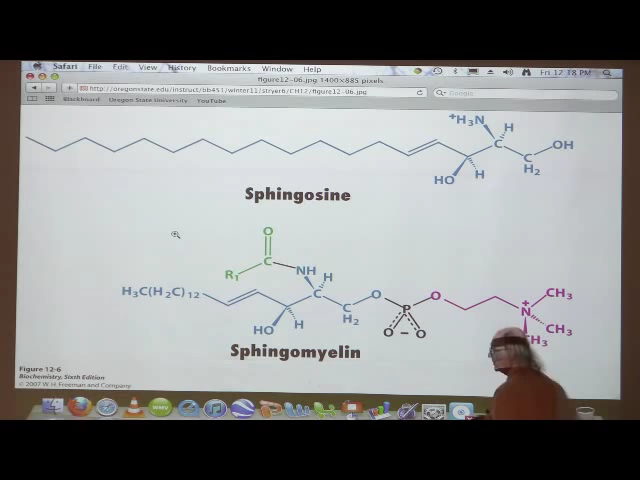 Safari File Edit View History Bookmarks Window Help Fri 12:18 PM
figure12-06.jpg 1400×885 pixels
http://oregonstate.edu/instruct/bb451/winter11/stryer6/CH12/figure12-06.jpg
Google
Blackboard Oregon State University YouTube
+H3N
H
C
OH
C
H2
HO
H
Sphingosine
O
C
R1
NH
H
H3C(H2C)12
C
O
P
O
N+
CH3
C
H2
HO
H
O
–
O
CH3
CH3
Sphingomyelin
Figure 12-6
Biochemistry, Sixth Edition
© 2007 W. H. Freeman and Company